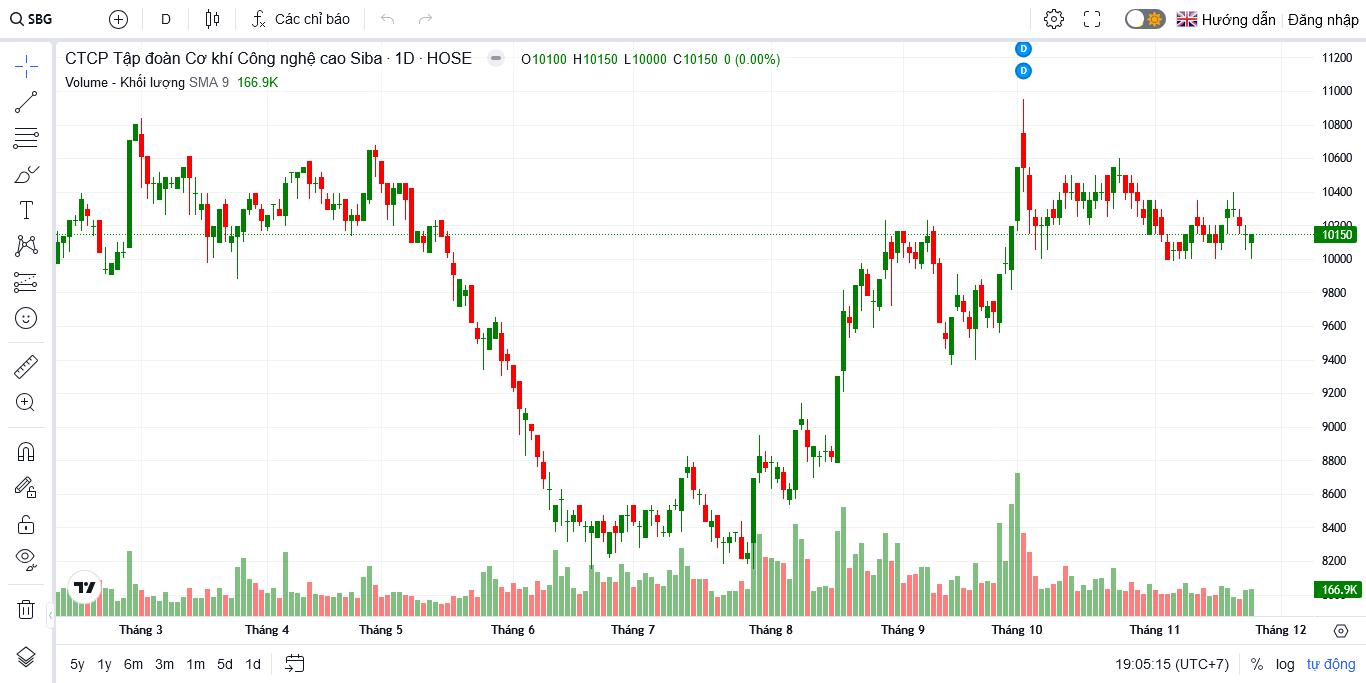 SBG D Các chỉ báo Hướng dẫn Đăng nhập
CTCP Tập đoàn Cơ khí Công nghệ cao Siba · 1D · HOSE O10100 H10150 L10000 C10150 0 (0.00%)
Volume - Khối lượng SMA 9 166.9K
D
D
11200
11000
10800
10600
10400
10200
10150
10000
9800
9600
9400
9200
9000
8800
8600
8400
8200
166.9K
Tháng 3 Tháng 4 Tháng 5 Tháng 6 Tháng 7 Tháng 8 Tháng 9 Tháng 10 Tháng 11 Tháng 12
5y 1y 6m 3m 1m 5d 1d 19:05:15 (UTC+7) % log tự động